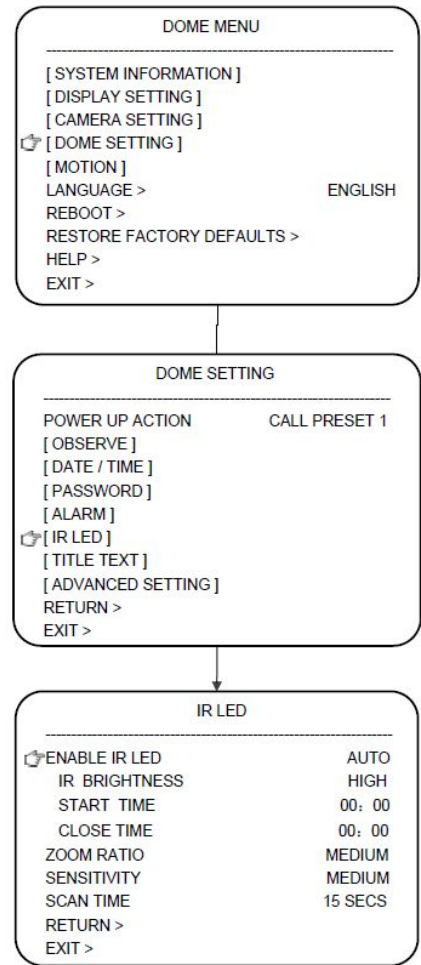 DOME MENU
[ SYSTEM INFORMATION ]
[ DISPLAY SETTING ]
[ CAMERA SETTING ]
[ DOME SETTING ]
[ MOTION ]
LANGUAGE > ENGLISH
REBOOT >
RESTORE FACTORY DEFAULTS >
HELP >
EXIT >
DOME SETTING
POWER UP ACTION CALL PRESET 1
[ OBSERVE ]
[ DATE / TIME ]
[ PASSWORD ]
[ ALARM ]
[ IR LED ]
[ TITLE TEXT ]
[ ADVANCED SETTING ]
RETURN >
EXIT >
IR LED
ENABLE IR LED AUTO
IR BRIGHTNESS HIGH
START TIME 00：00
CLOSE TIME 00：00
ZOOM RATIO MEDIUM
SENSITIVITY MEDIUM
SCAN TIME 15 SECS
RETURN >
EXIT >